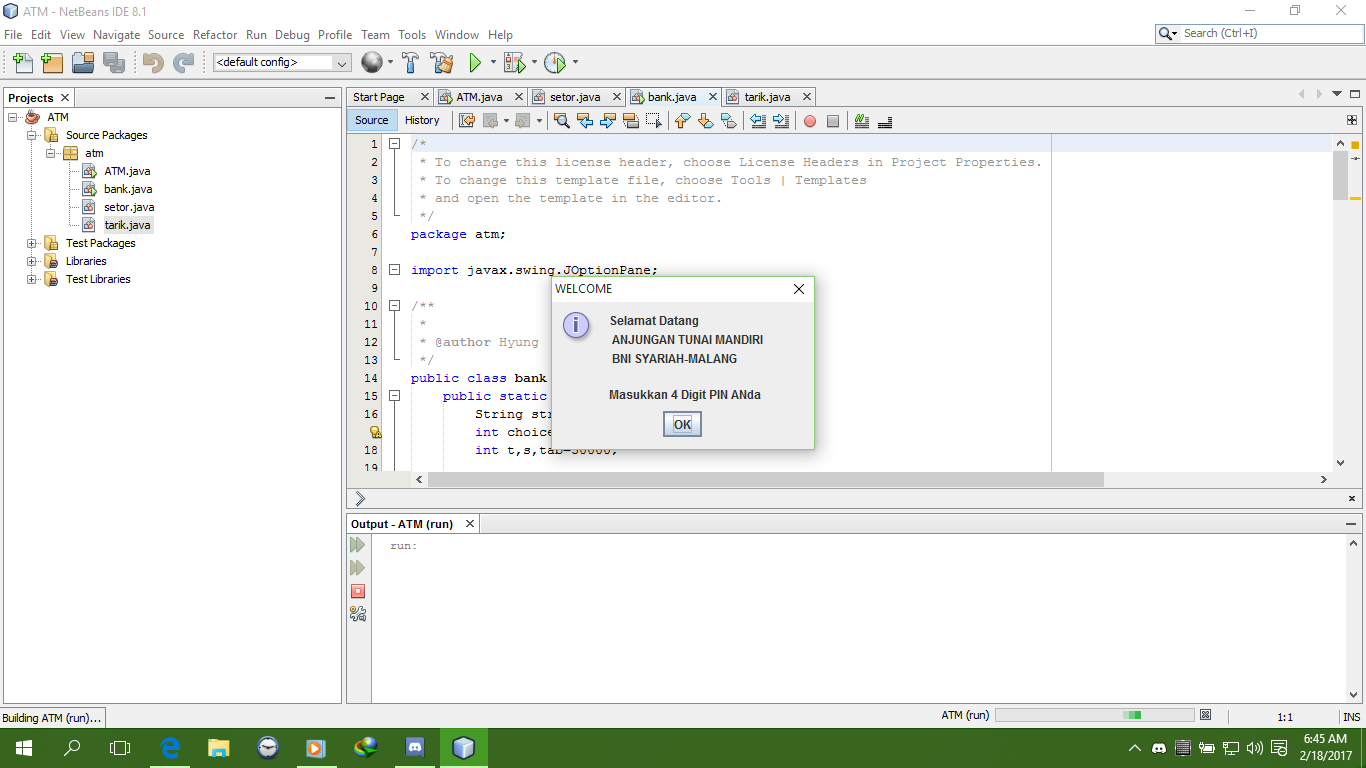 ATM - NetBeans IDE 8.1
File Edit View Navigate Source Refactor Run Debug Profile Team Tools Window Help
Search (Ctrl+I)
<default config>
Projects
ATM
Source Packages
atm
ATM.java
bank.java
setor.java
tarik.java
Test Packages
Libraries
Test Libraries
Start Page ATM.java setor.java bank.java tarik.java
Source History
1 /*
2 * To change this license header, choose License Headers in Project Properties.
3 * To change this template file, choose Tools | Templates
4 * and open the template in the editor.
5 */
6 package atm;
7
8 import javax.swing.JOptionPane;
9
10 /**
11 *
12 * @author Hyung
13 */
14 public class bank
15 public static
16 String str
int choice
18 int t,s,tab=50000;
19
WELCOME
Selamat Datang
ANJUNGAN TUNAI MANDIRI
BNI SYARIAH-MALANG
Masukkan 4 Digit PIN ANda
OK
Output - ATM (run)
run:
Building ATM (run)...
ATM (run)
1:1
INS
6:45 AM
2/18/2017